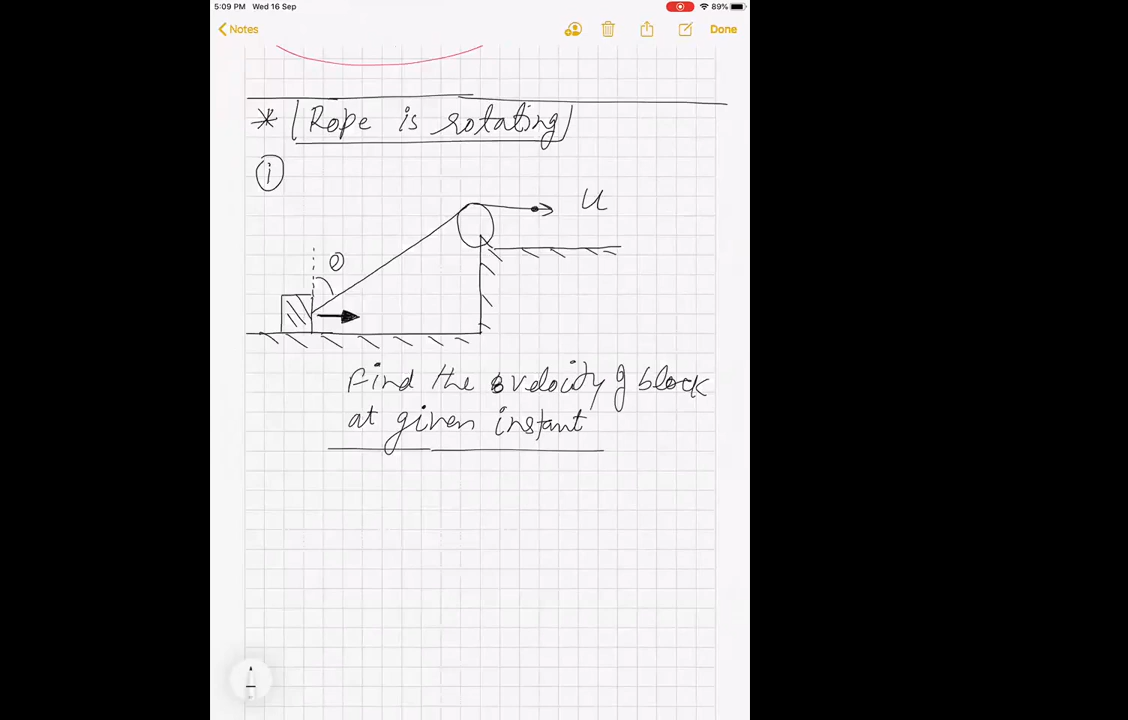 5:09 PM Wed 16 Sep
89%
Notes
Done
* Rope is rotating
i
U
θ
Find the velocity of block
at given instant